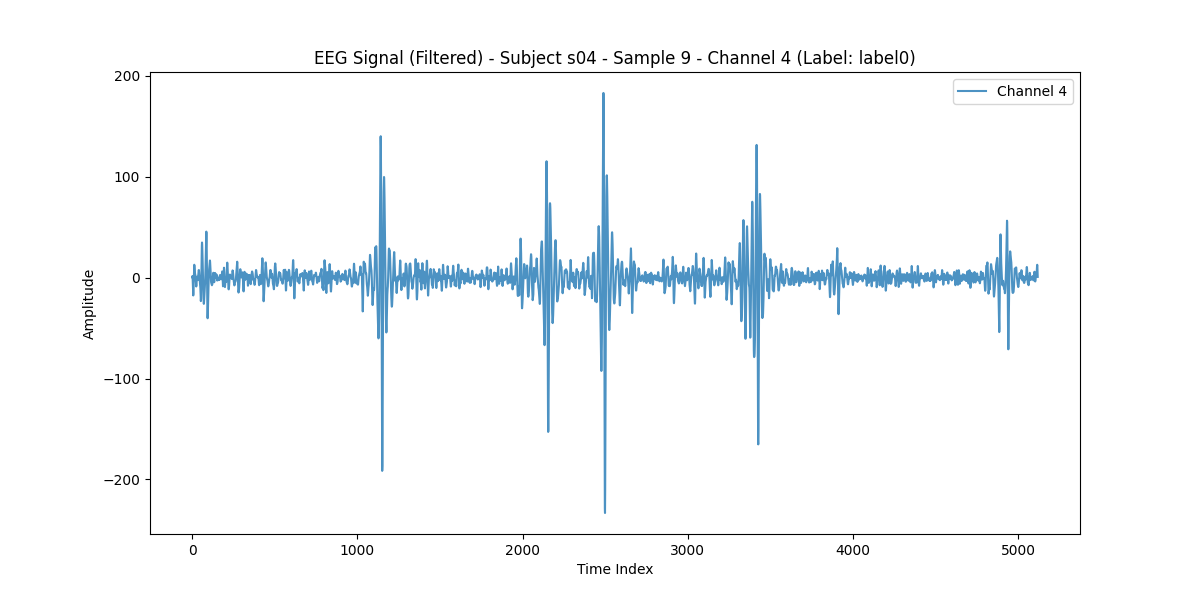 EEG Signal (Filtered) - Subject s04 - Sample 9 - Channel 4 (Label: label0)
Channel 4
200
100
0
−100
−200
Amplitude
0
1000
2000
3000
4000
5000
Time Index